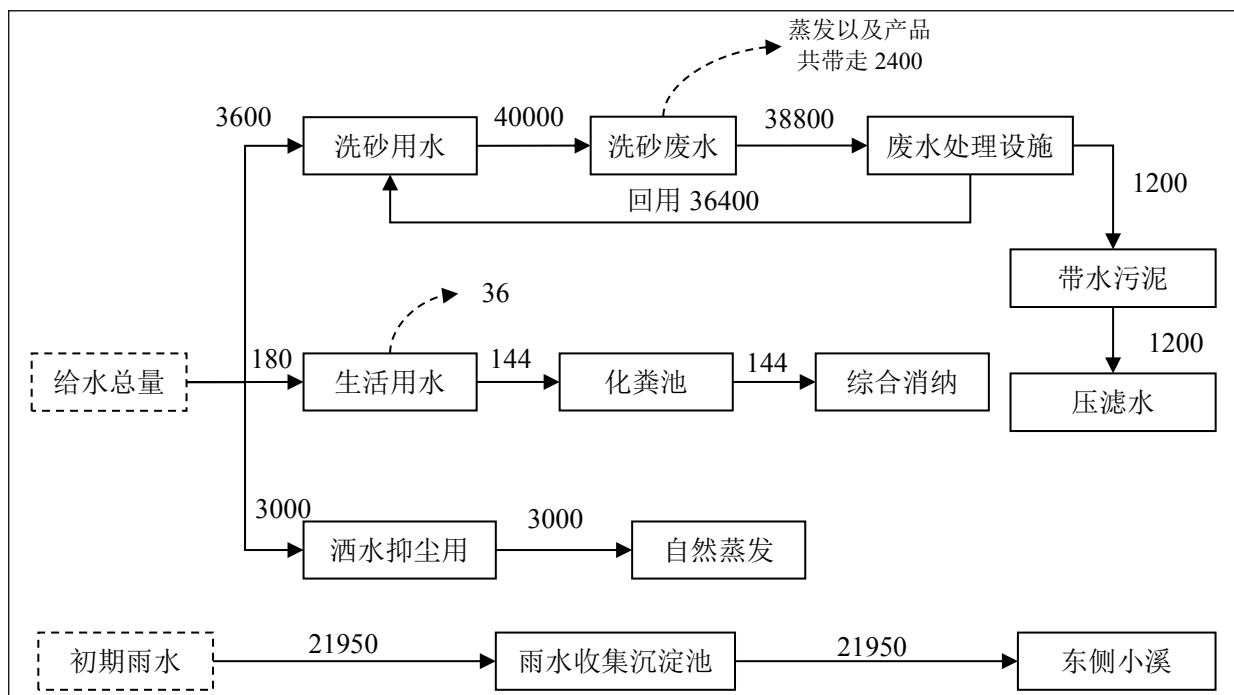 蒸发以及产品
共带走 2400
3600
洗砂用水
40000
洗砂废水
38800
废水处理设施
1200
回用 36400
带水污泥
1200
压滤水
36
给水总量
180
生活用水
144
化粪池
144
综合消纳
3000
洒水抑尘用
3000
自然蒸发
初期雨水
21950
雨水收集沉淀池
21950
东侧小溪